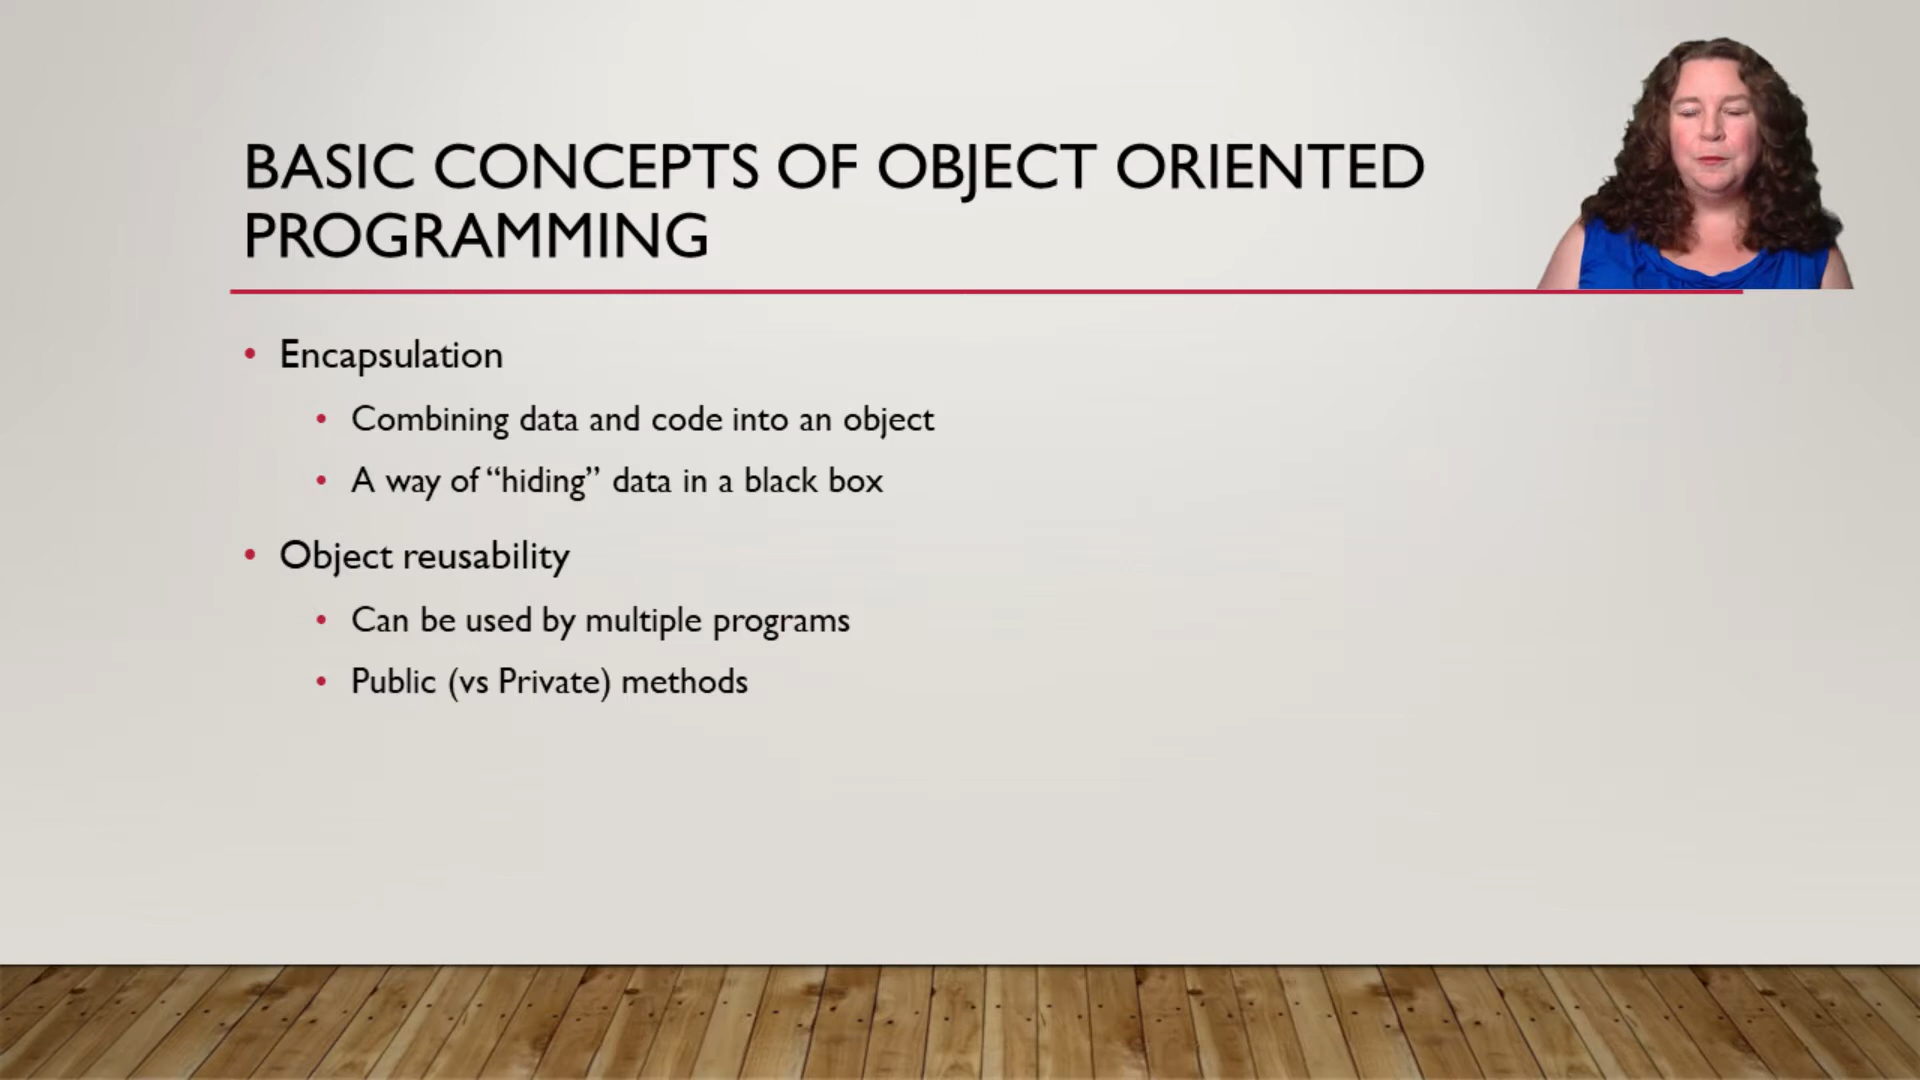 BASIC CONCEPTS OF OBJECT ORIENTED
PROGRAMMING
• Encapsulation
• Combining data and code into an object
• A way of “hiding” data in a black box
• Object reusability
• Can be used by multiple programs
• Public (vs Private) methods